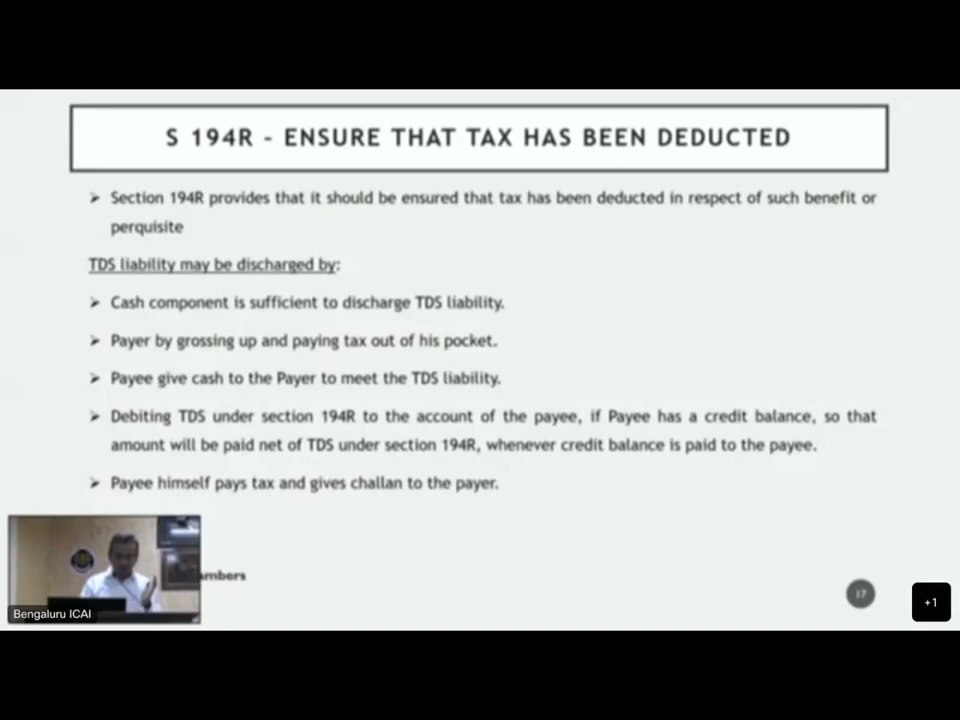 S 194R - ENSURE THAT TAX HAS BEEN DEDUCTED
➢ Section 194R provides that it should be ensured that tax has been deducted in respect of such benefit or
perquisite
TDS liability may be discharged by:
➢ Cash component is sufficient to discharge TDS liability.
➢ Payer by grossing up and paying tax out of his pocket.
➢ Payee give cash to the Payer to meet the TDS liability.
➢ Debiting TDS under section 194R to the account of the payee, if Payee has a credit balance, so that
amount will be paid net of TDS under section 194R, whenever credit balance is paid to the payee.
➢ Payee himself pays tax and gives challan to the payer.
ambers
17
+1
Bengaluru ICAI